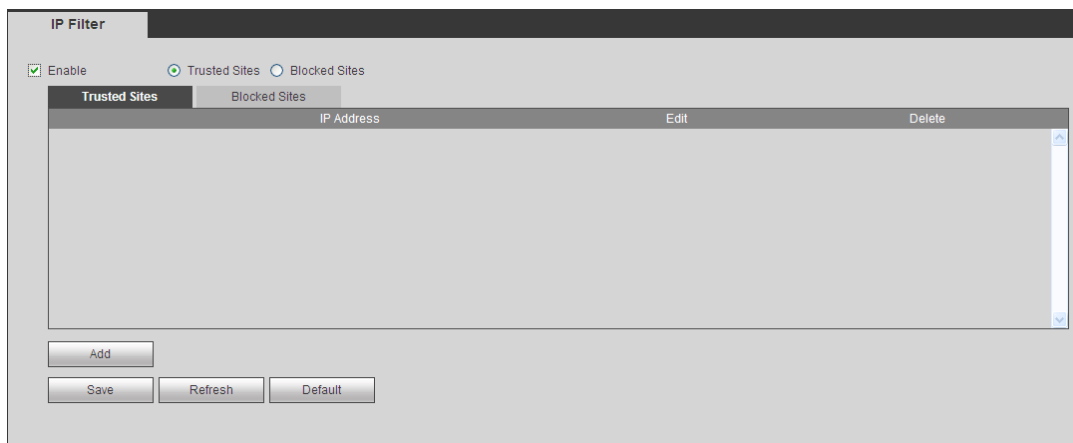 IP Filter
Enable Trusted Sites Blocked Sites
Trusted Sites Blocked Sites
IP Address Edit Delete
Add
Save Refresh Default